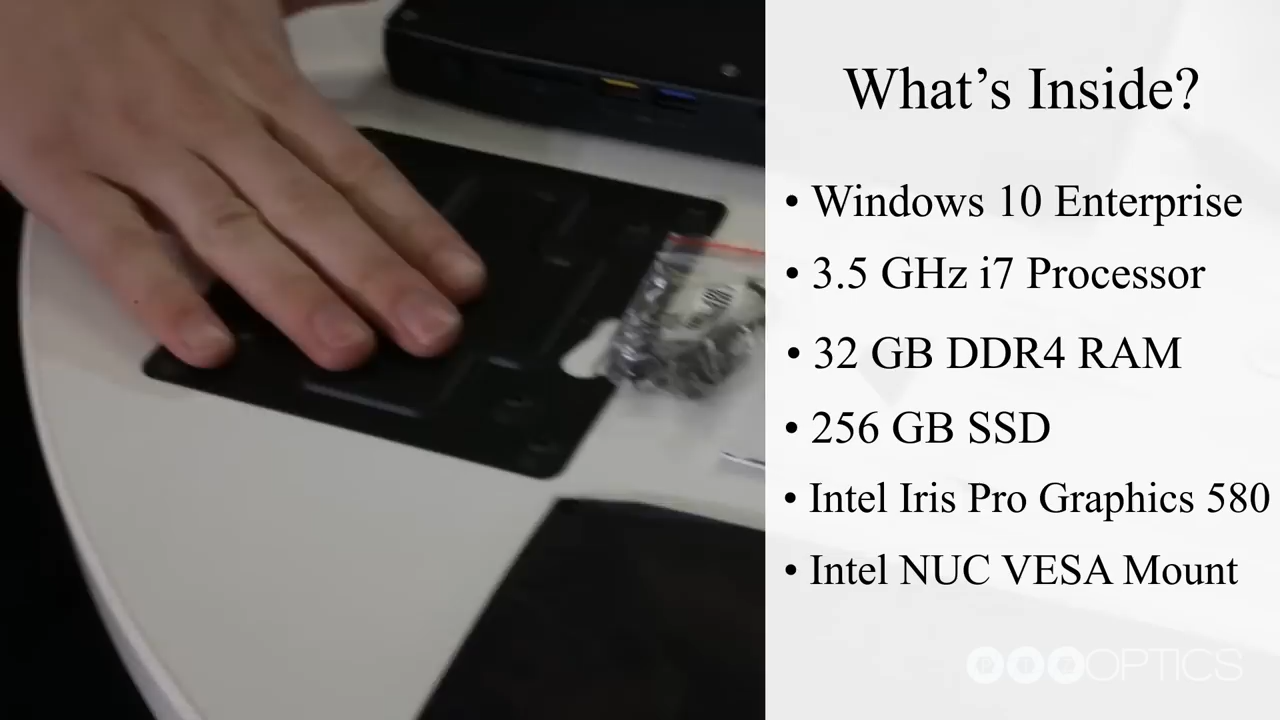 What’s Inside?
• Windows 10 Enterprise
• 3.5 GHz i7 Processor
• 32 GB DDR4 RAM
• 256 GB SSD
• Intel Iris Pro Graphics 580
• Intel NUC VESA Mount
PTZOPTICS